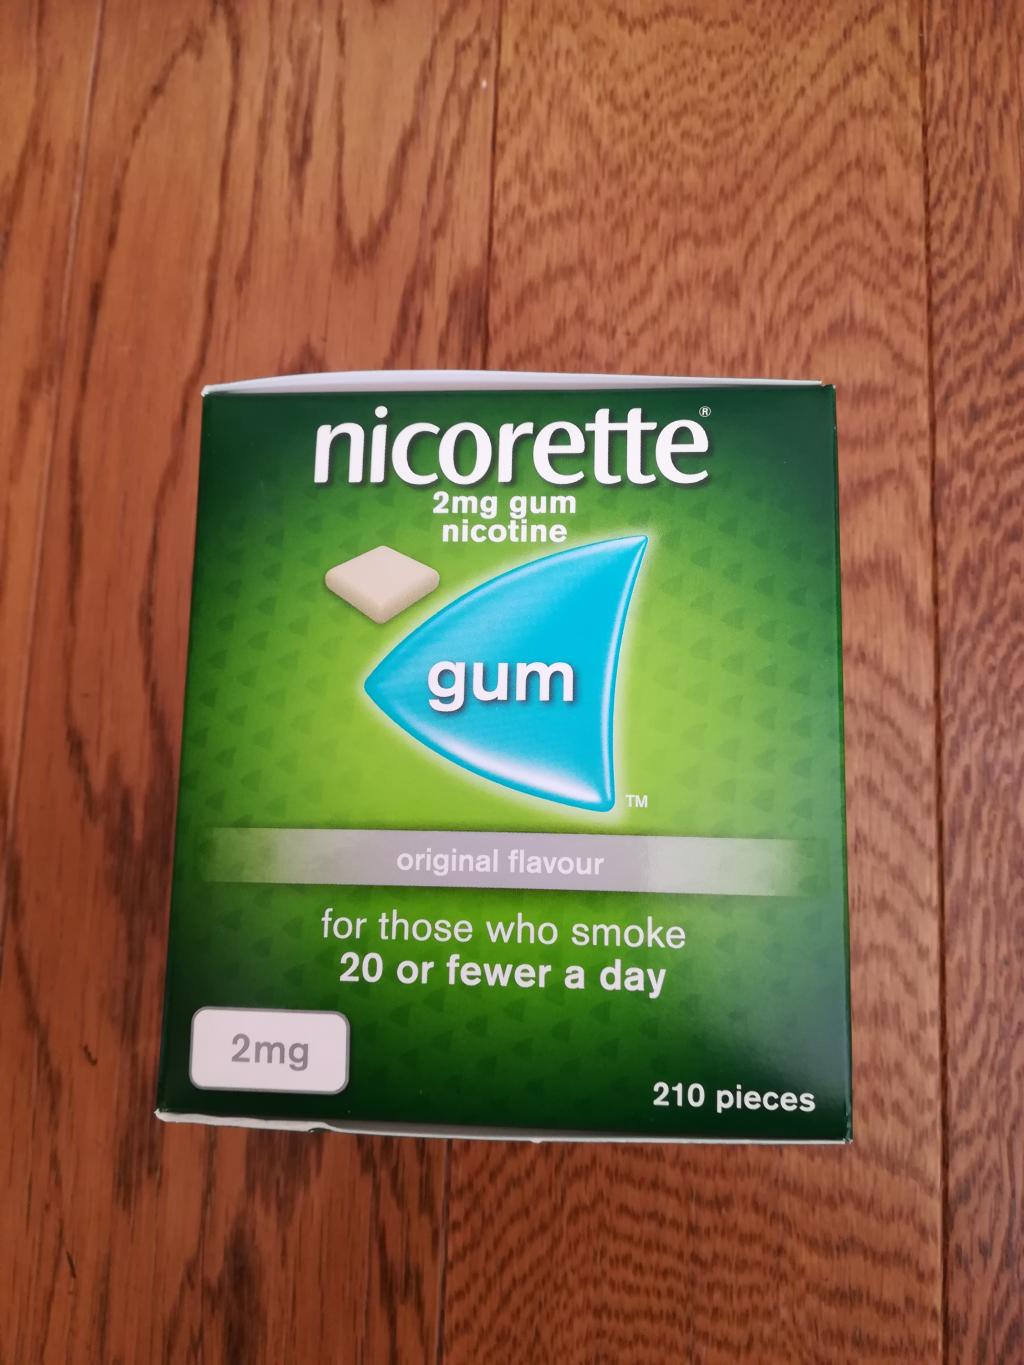 nicorette®
2mg gum
nicotine
gum
TM
original flavour
for those who smoke
20 or fewer a day
2mg
210 pieces